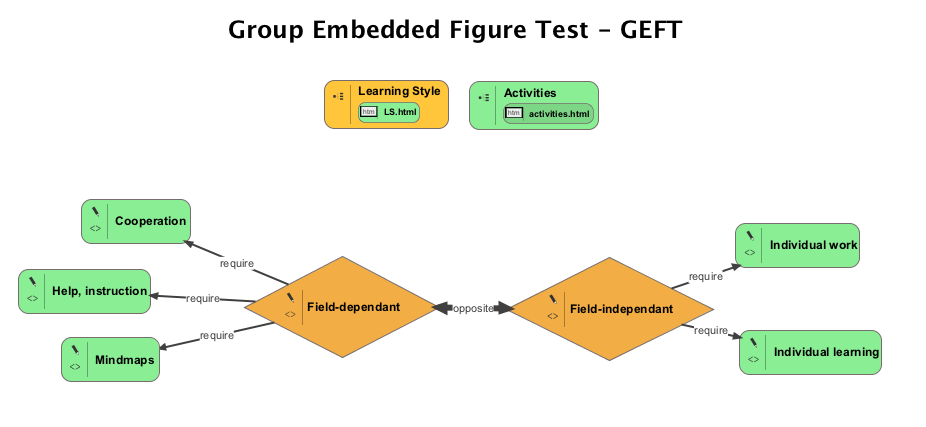 Group Embedded Figure Test - GEFT
Learning Style
htm LS.html
Activities
htm activities.html
Cooperation
<>
Help, instruction
<>
Mindmaps
<>
require
require
require
Field-dependant
<>
opposite
Field-independant
<>
require
require
Individual work
<>
Individual learning
<>